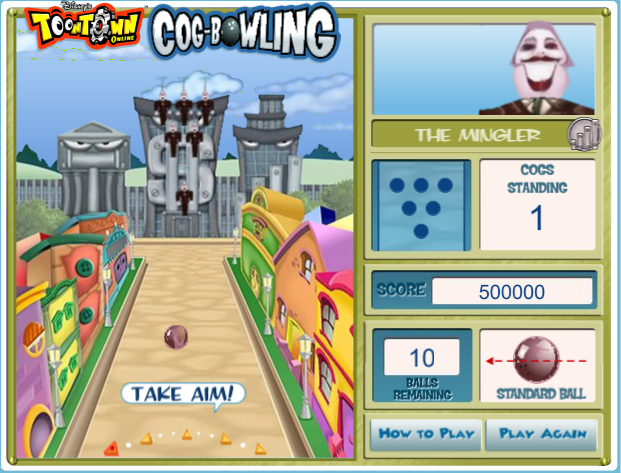 Disney's
TOONTOWN
ONLINE
COG-BOWLING
THE MINGLER
COGS
STANDING
1
SCORE
500000
10
BALLS
REMAINING
STANDARD BALL
TAKE AIM!
HOW TO PLAY
PLAY AGAIN